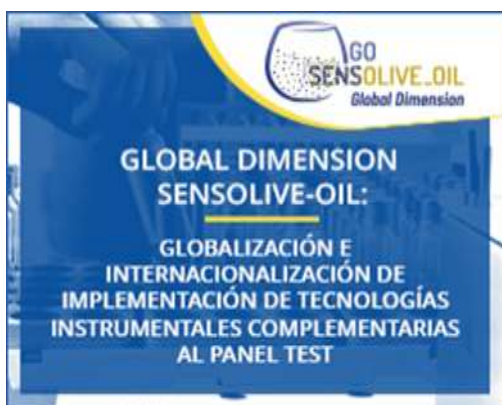 GO
SENSOLIVE_OIL
Global Dimension
GLOBAL DIMENSION
SENSOLIVE-OIL:
GLOBALIZACIÓN E
INTERNACIONALIZACIÓN DE
IMPLEMENTACIÓN DE TECNOLOGÍAS
INSTRUMENTALES COMPLEMENTARIAS
AL PANEL TEST